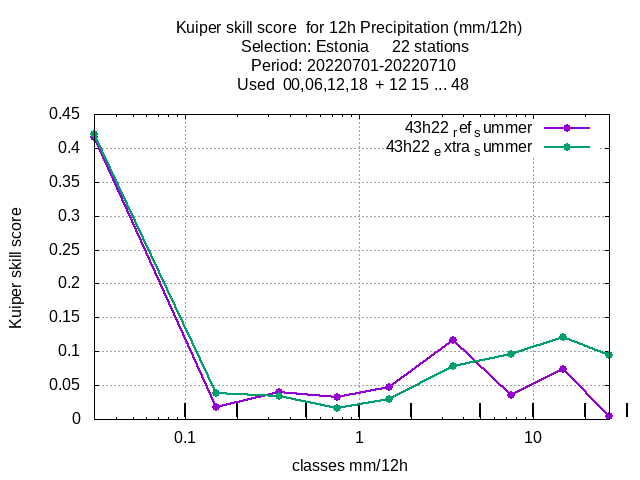 Kuiper skill score  for 12h Precipitation (mm/12h)
Selection: Estonia     22 stations
Period: 20220701-20220710
Used  00,06,12,18  + 12 15 ... 48
43h22 ref summer
43h22 extra summer
Kuiper skill score
0.45
0.4
0.35
0.3
0.25
0.2
0.15
0.1
0.05
0
0.1
1
10
classes mm/12h